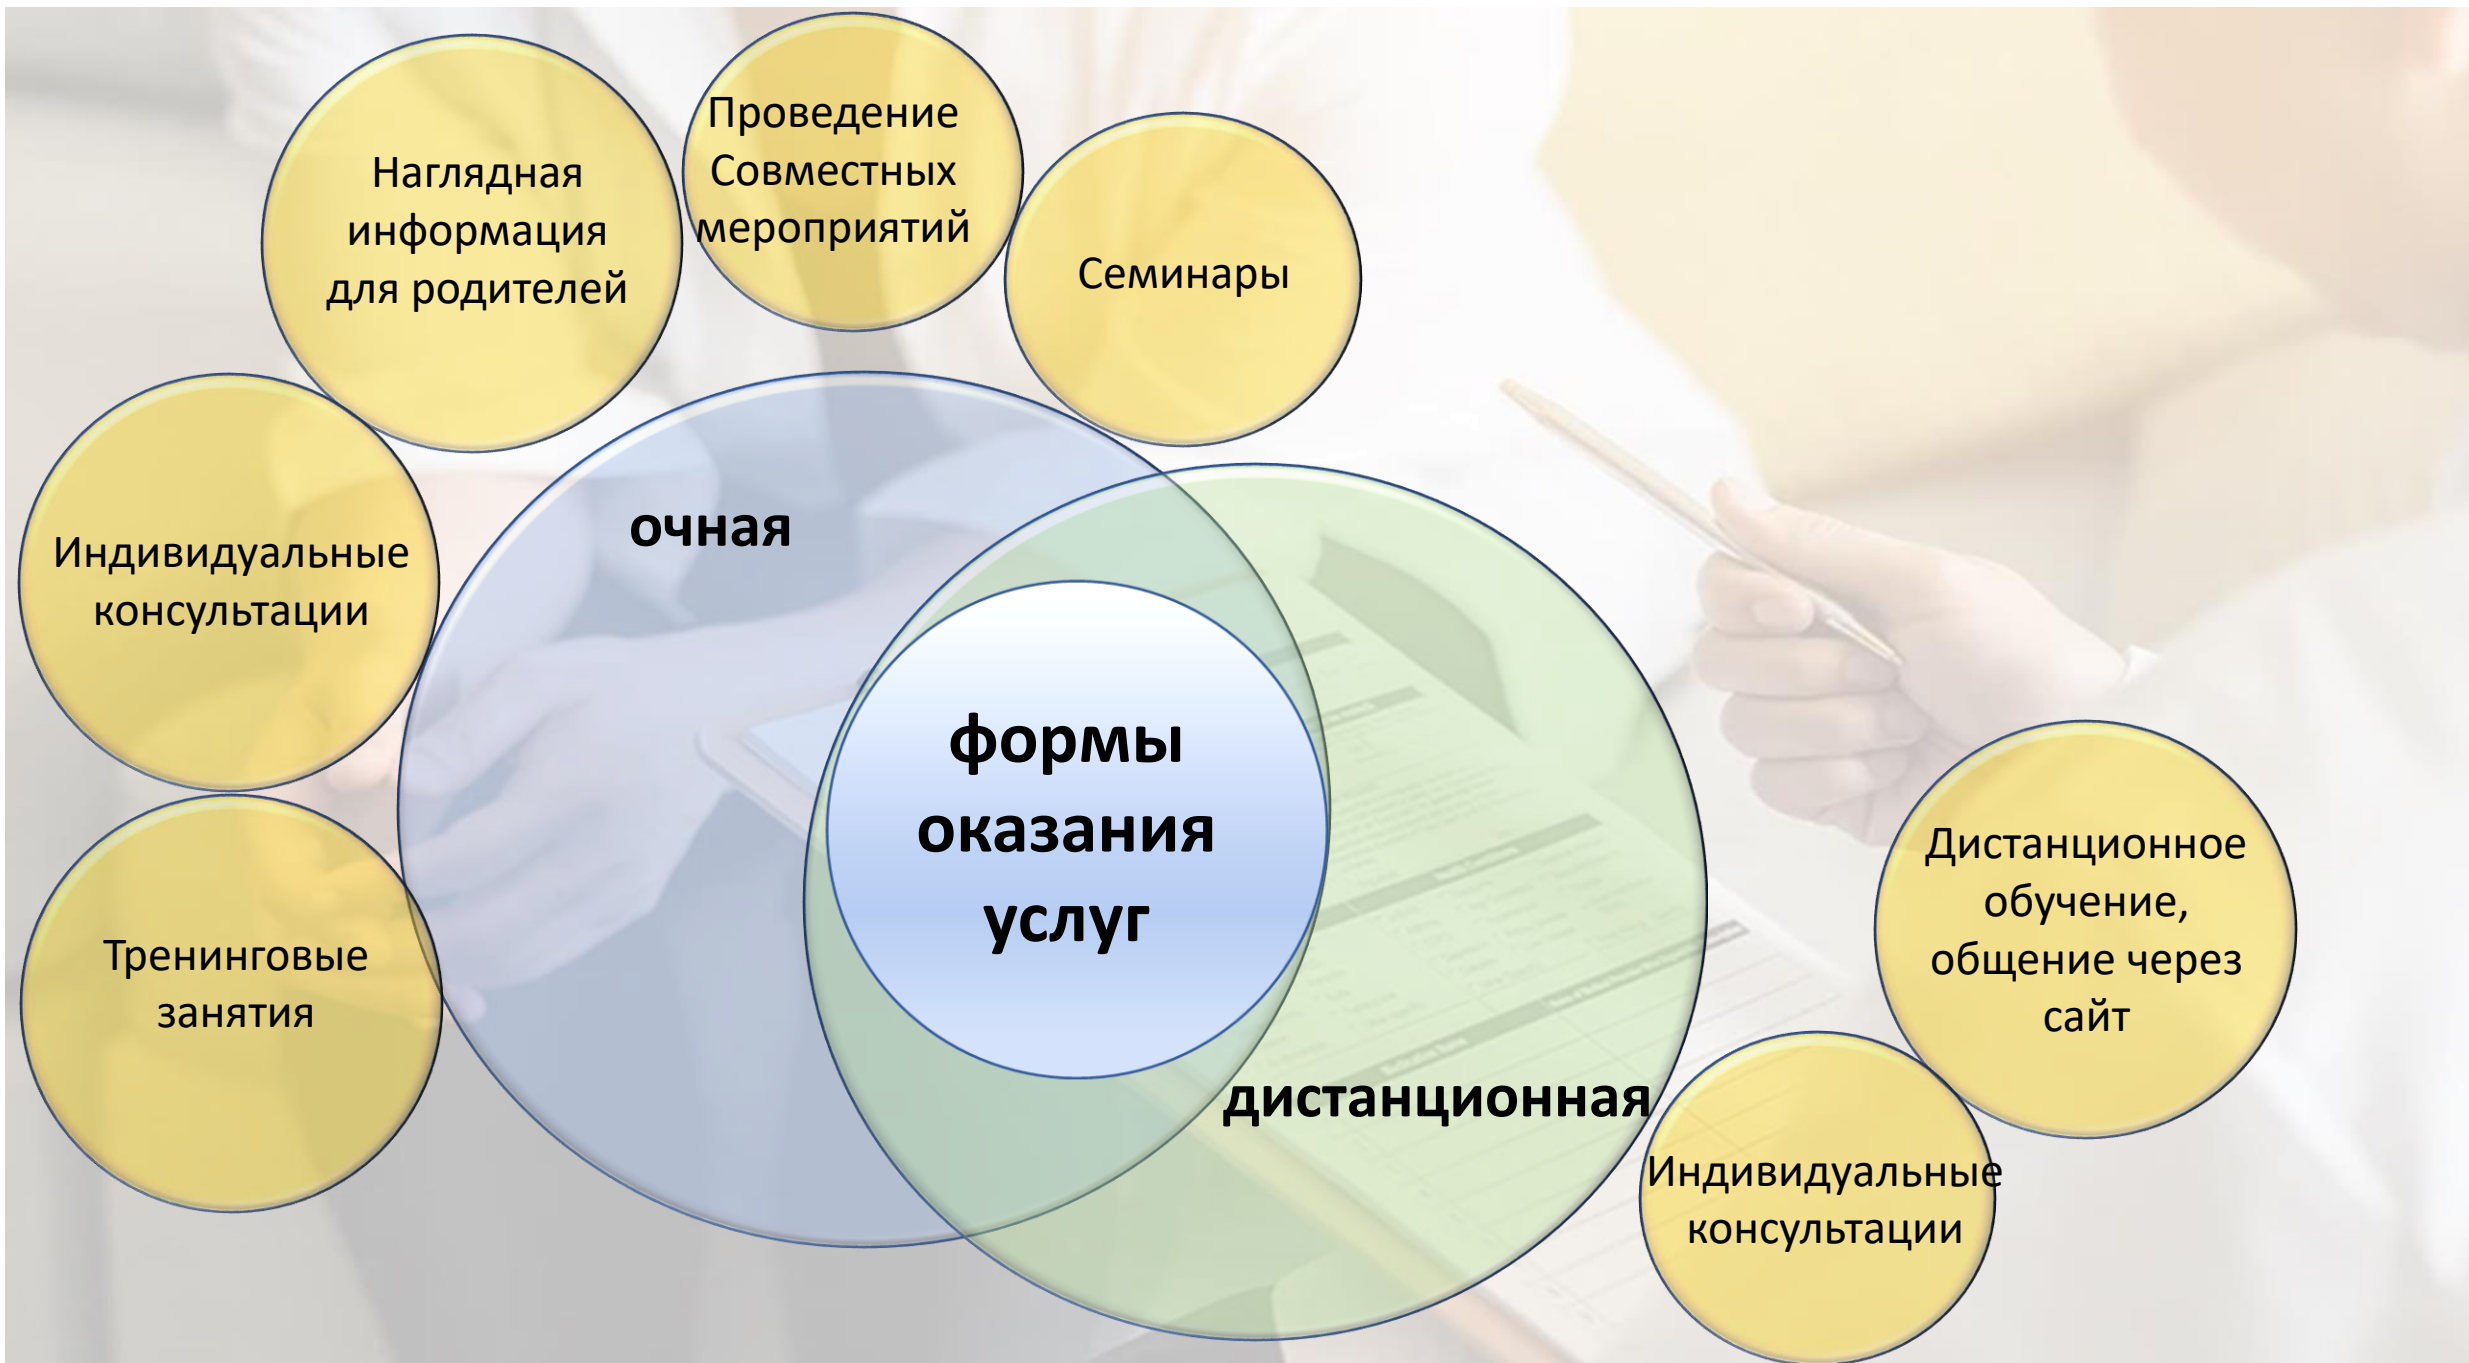 Проведение
Совместных
мероприятий
Наглядная
информация
для родителей
Семинары
Индивидуальные
консультации
очная
Тренинговые
занятия
формы
оказания
услуг
дистанционная
Дистанционное
обучение,
общение через
сайт
Индивидуальные
консультации